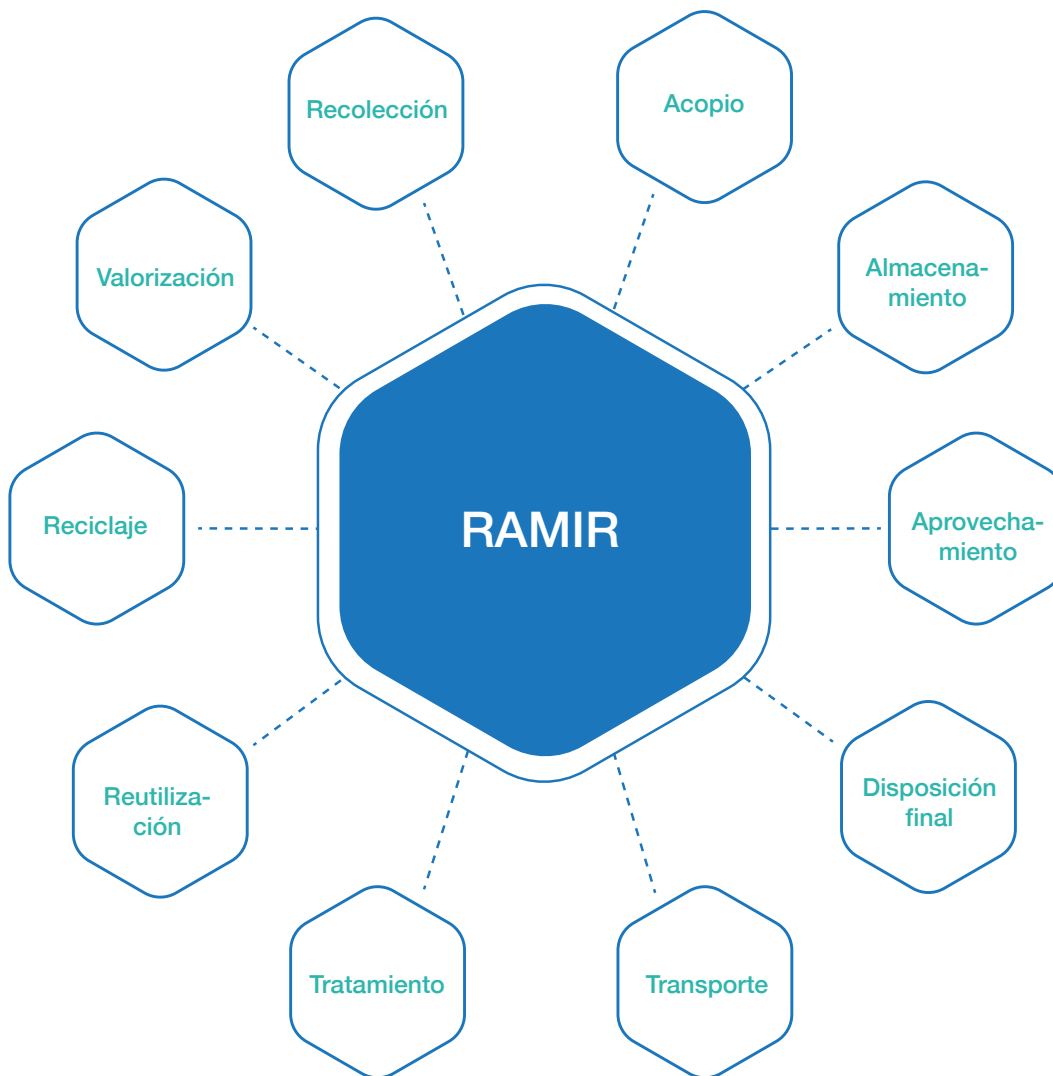 Recolección
Acopio
Valorización
Almacena-
miento
Reciclaje
RAMIR
Aprovecha-
miento
Reutiliza-
ción
Disposición
final
Tratamiento
Transporte